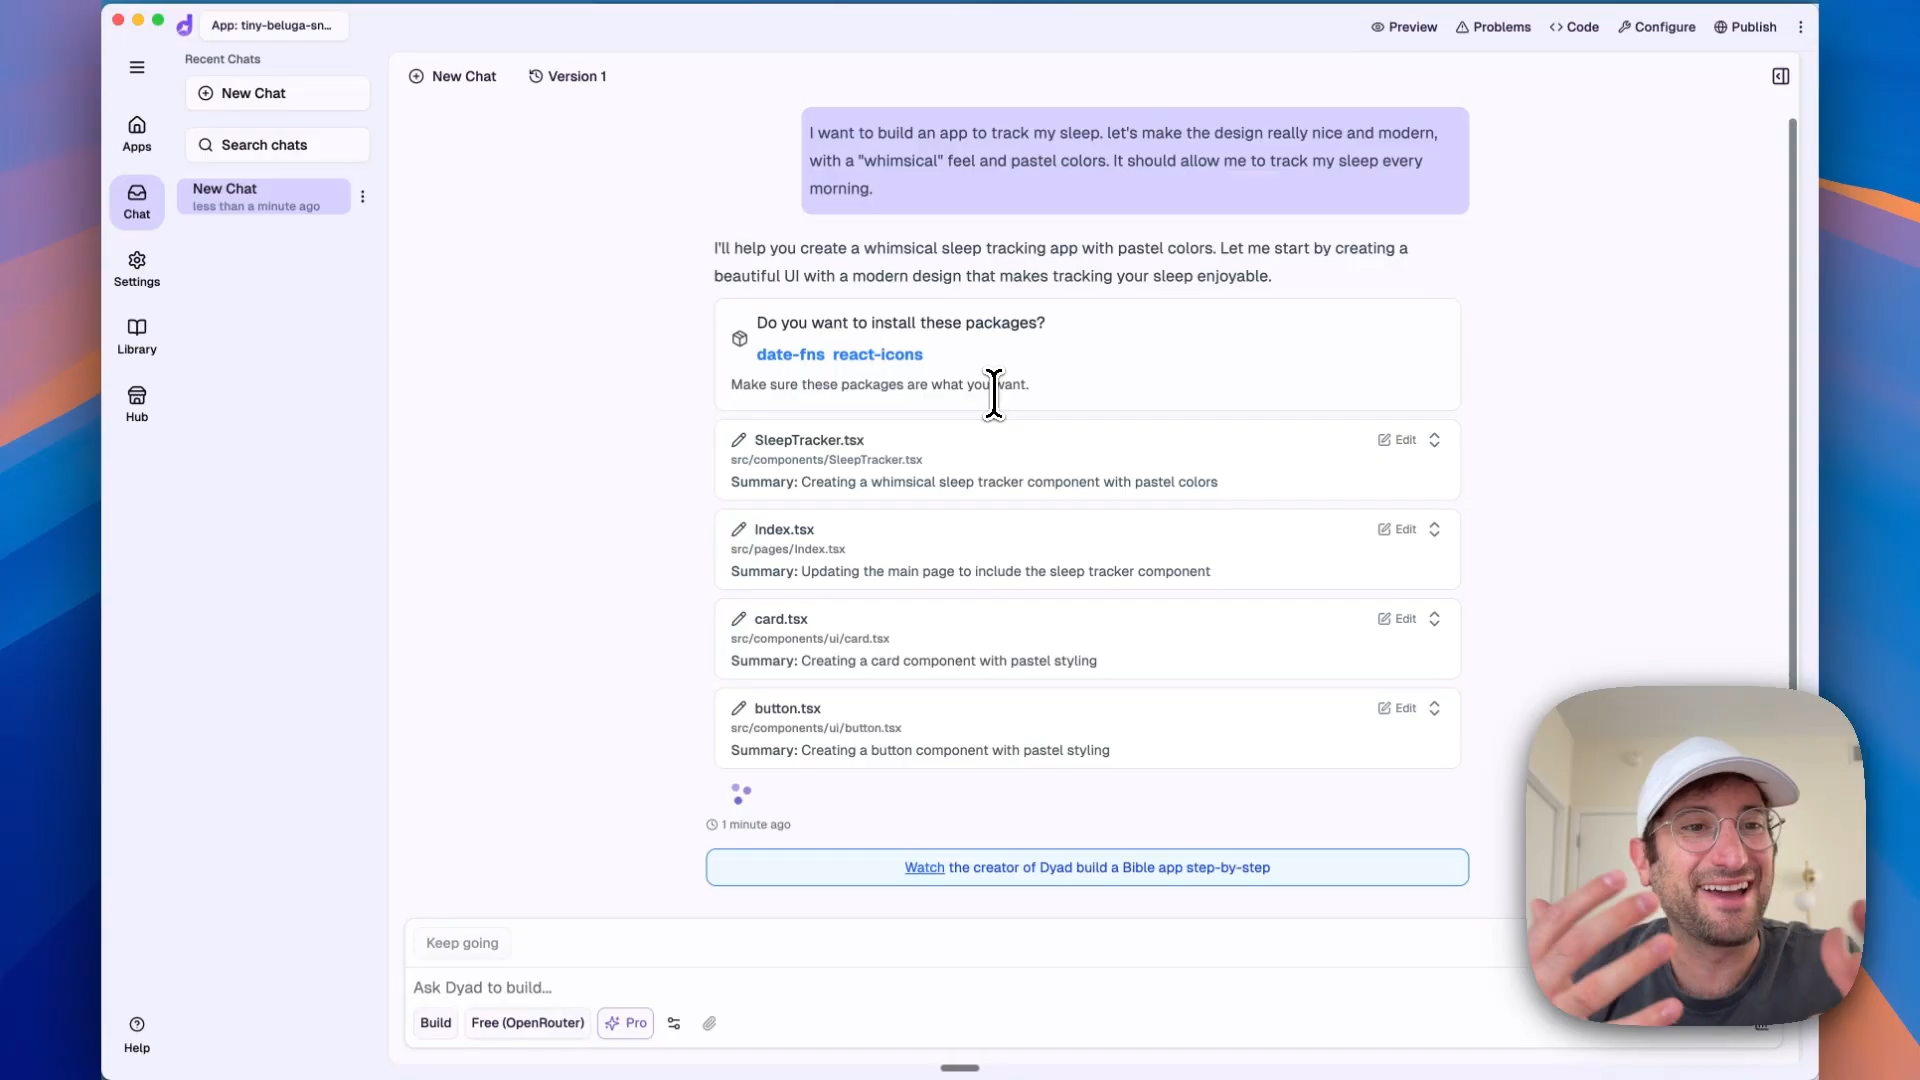 App: tiny-beluga-sn...
Preview
Problems
Code
Configure
Publish
Recent Chats
New Chat
Search chats
New Chat
less than a minute ago
Apps
Chat
Settings
Library
Hub
Help
New Chat
Version 1
I want to build an app to track my sleep. let's make the design really nice and modern,
with a "whimsical" feel and pastel colors. It should allow me to track my sleep every
morning.
I'll help you create a whimsical sleep tracking app with pastel colors. Let me start by creating a
beautiful UI with a modern design that makes tracking your sleep enjoyable.
Do you want to install these packages?
date-fns react-icons
Make sure these packages are what you want.
SleepTracker.tsx
Edit
src/components/SleepTracker.tsx
Summary: Creating a whimsical sleep tracker component with pastel colors
Index.tsx
Edit
src/pages/Index.tsx
Summary: Updating the main page to include the sleep tracker component
card.tsx
Edit
src/components/ui/card.tsx
Summary: Creating a card component with pastel styling
button.tsx
Edit
src/components/ui/button.tsx
Summary: Creating a button component with pastel styling
1 minute ago
Watch the creator of Dyad build a Bible app step-by-step
Keep going
Ask Dyad to build...
Build
Free (OpenRouter)
Pro